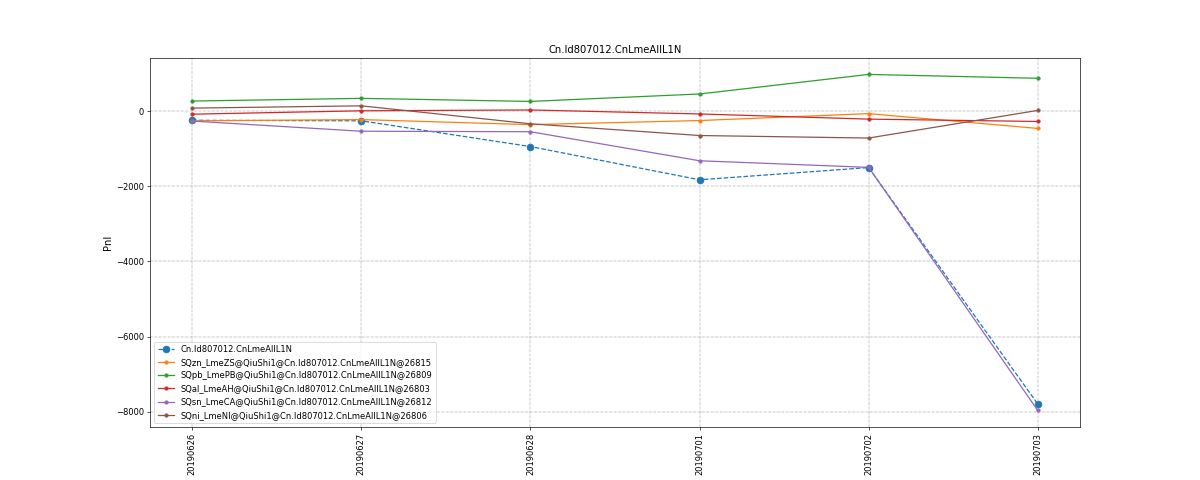 Cn.Id807012.CnLmeAllL1N
PnI
0
−2000
−4000
−6000
−8000
Cn.Id807012.CnLmeAllL1N
SQzn_LmeZS@QiuShi1@Cn.Id807012.CnLmeAllL1N@26815
SQpb_LmePB@QiuShi1@Cn.Id807012.CnLmeAllL1N@26809
SQal_LmeAH@QiuShi1@Cn.Id807012.CnLmeAllL1N@26803
SQsn_LmeCA@QiuShi1@Cn.Id807012.CnLmeAllL1N@26812
SQni_LmeNI@QiuShi1@Cn.Id807012.CnLmeAllL1N@26806
20190626
20190627
20190628
20190701
20190702
20190703